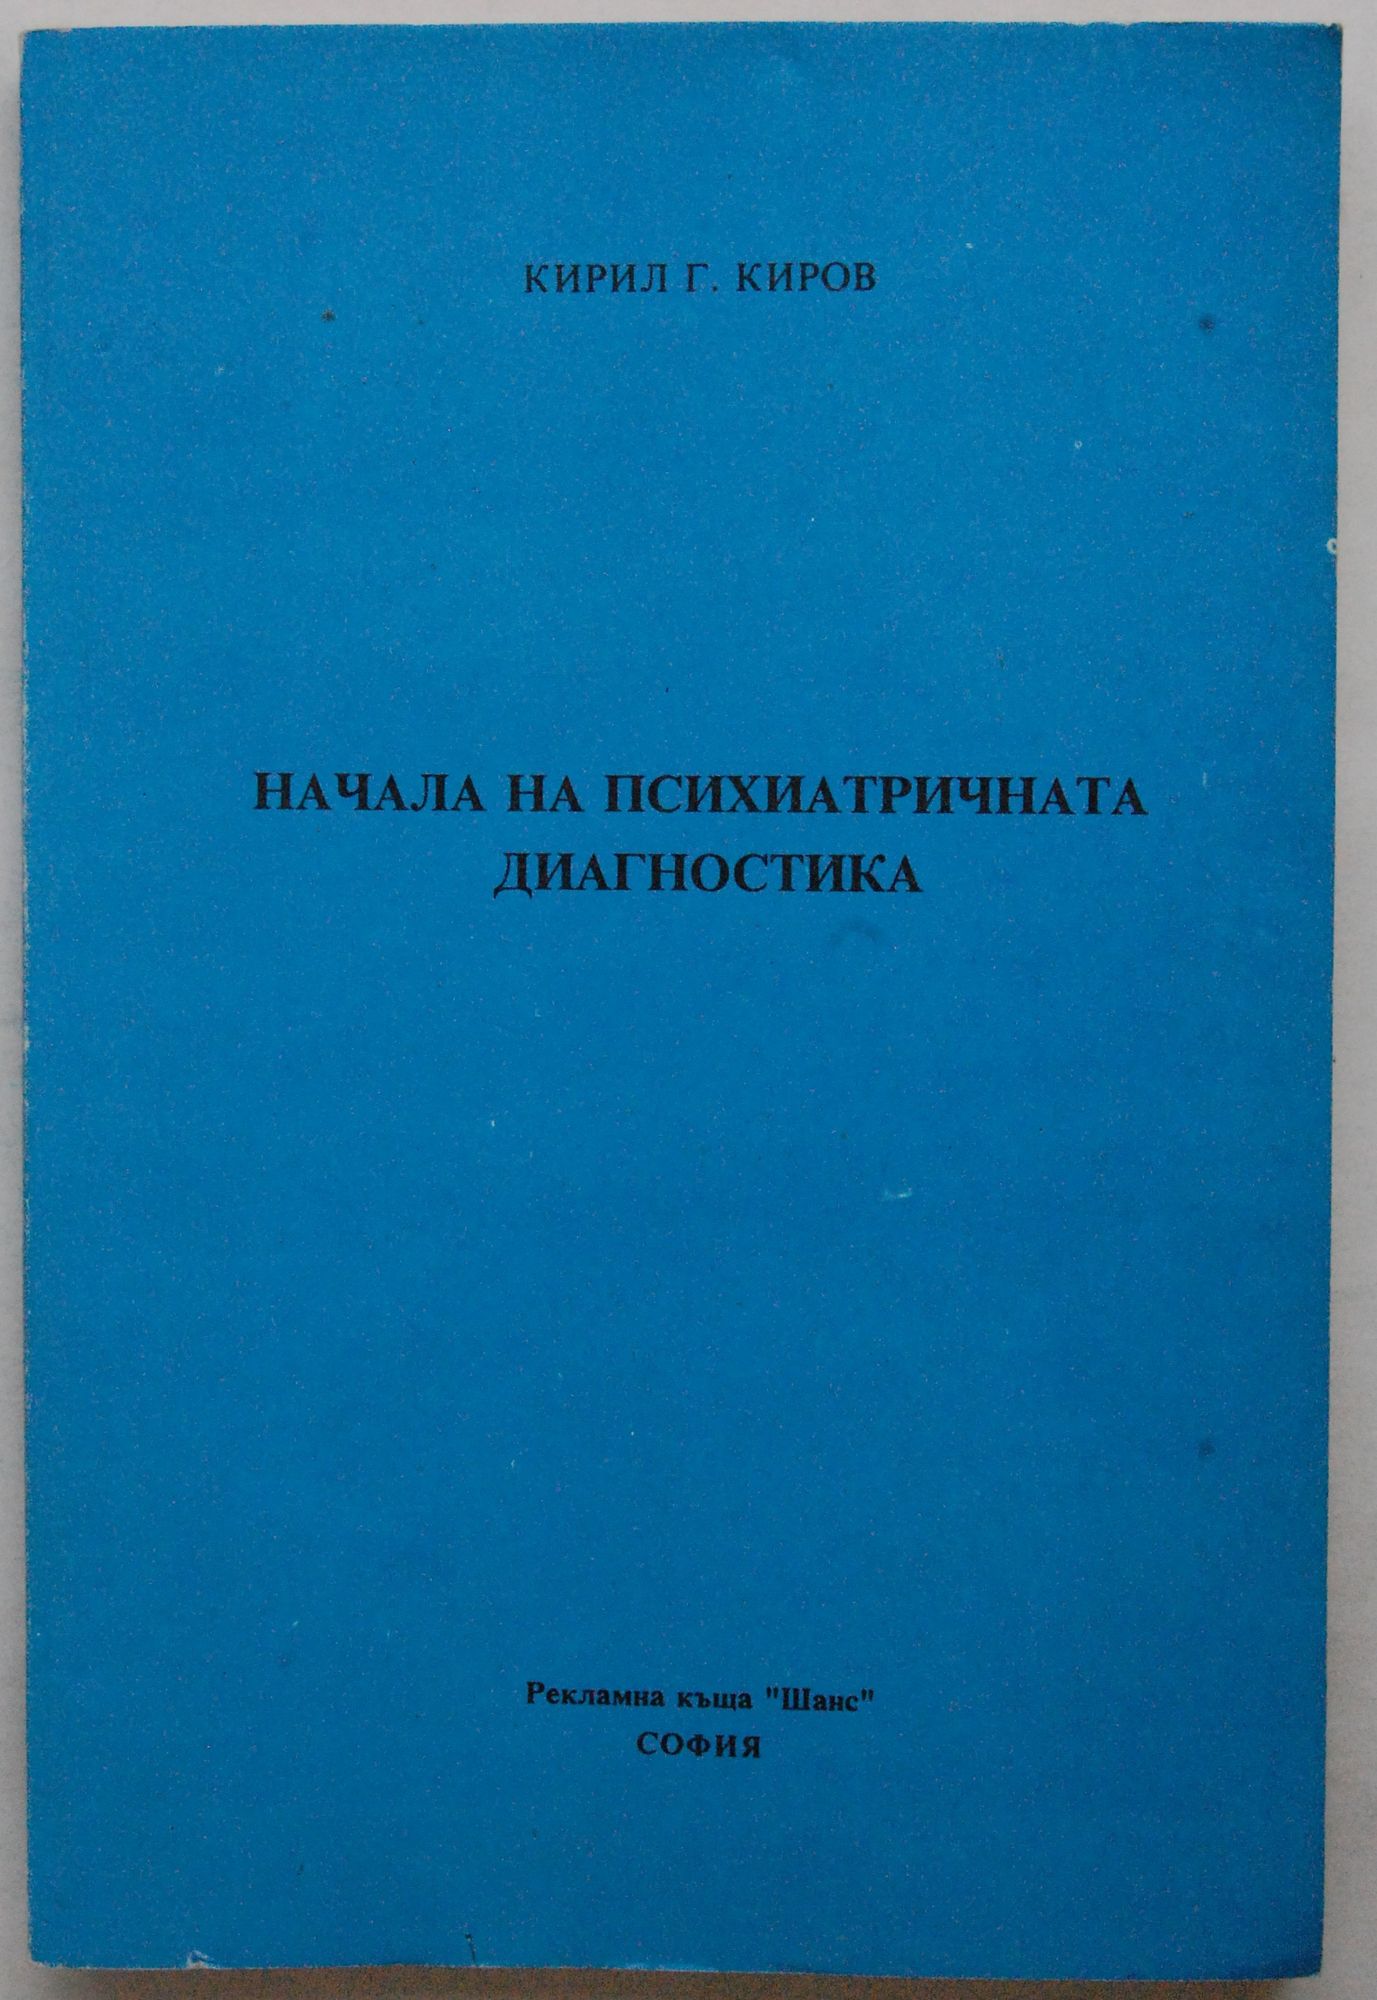 КИРИЛ Г. КИРОВ
НАЧАЛА НА ПСИХИАТРИЧНАТА
ДИАГНОСТИКА
Рекламна къща "Шанс"
СОФИЯ